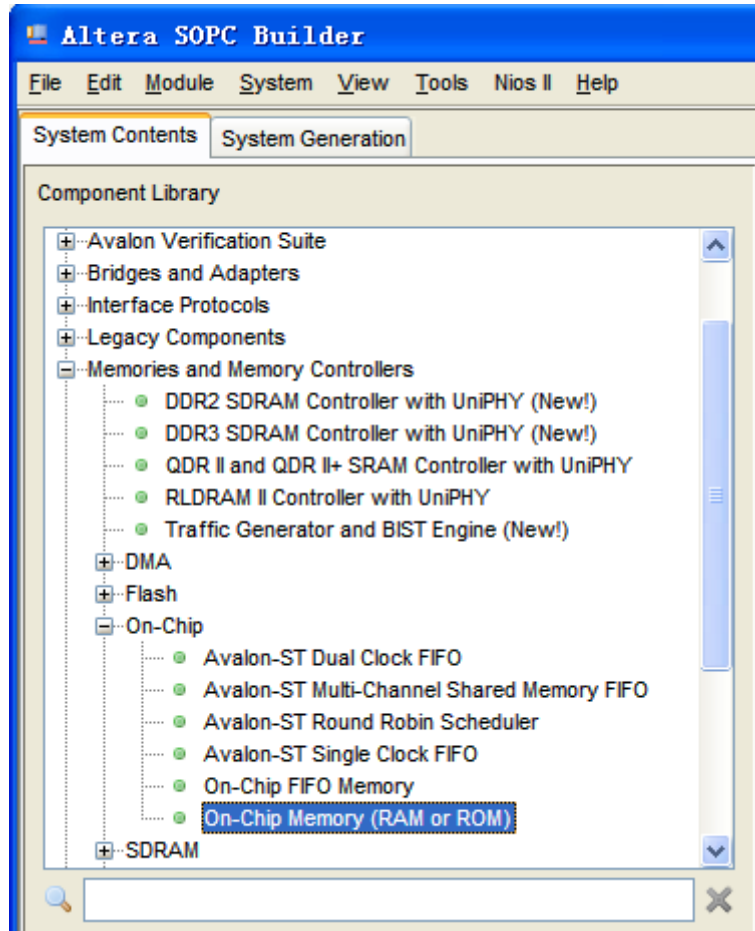 Altera SOPC Builder
File Edit Module System View Tools Nios II Help
System Contents System Generation
Component Library
Avalon Verification Suite
Bridges and Adapters
Interface Protocols
Legacy Components
Memories and Memory Controllers
DDR2 SDRAM Controller with UniPHY (New!)
DDR3 SDRAM Controller with UniPHY (New!)
QDR II and QDR II+ SRAM Controller with UniPHY
RLDRAM II Controller with UniPHY
Traffic Generator and BIST Engine (New!)
DMA
Flash
On-Chip
Avalon-ST Dual Clock FIFO
Avalon-ST Multi-Channel Shared Memory FIFO
Avalon-ST Round Robin Scheduler
Avalon-ST Single Clock FIFO
On-Chip FIFO Memory
On-Chip Memory (RAM or ROM)
SDRAM